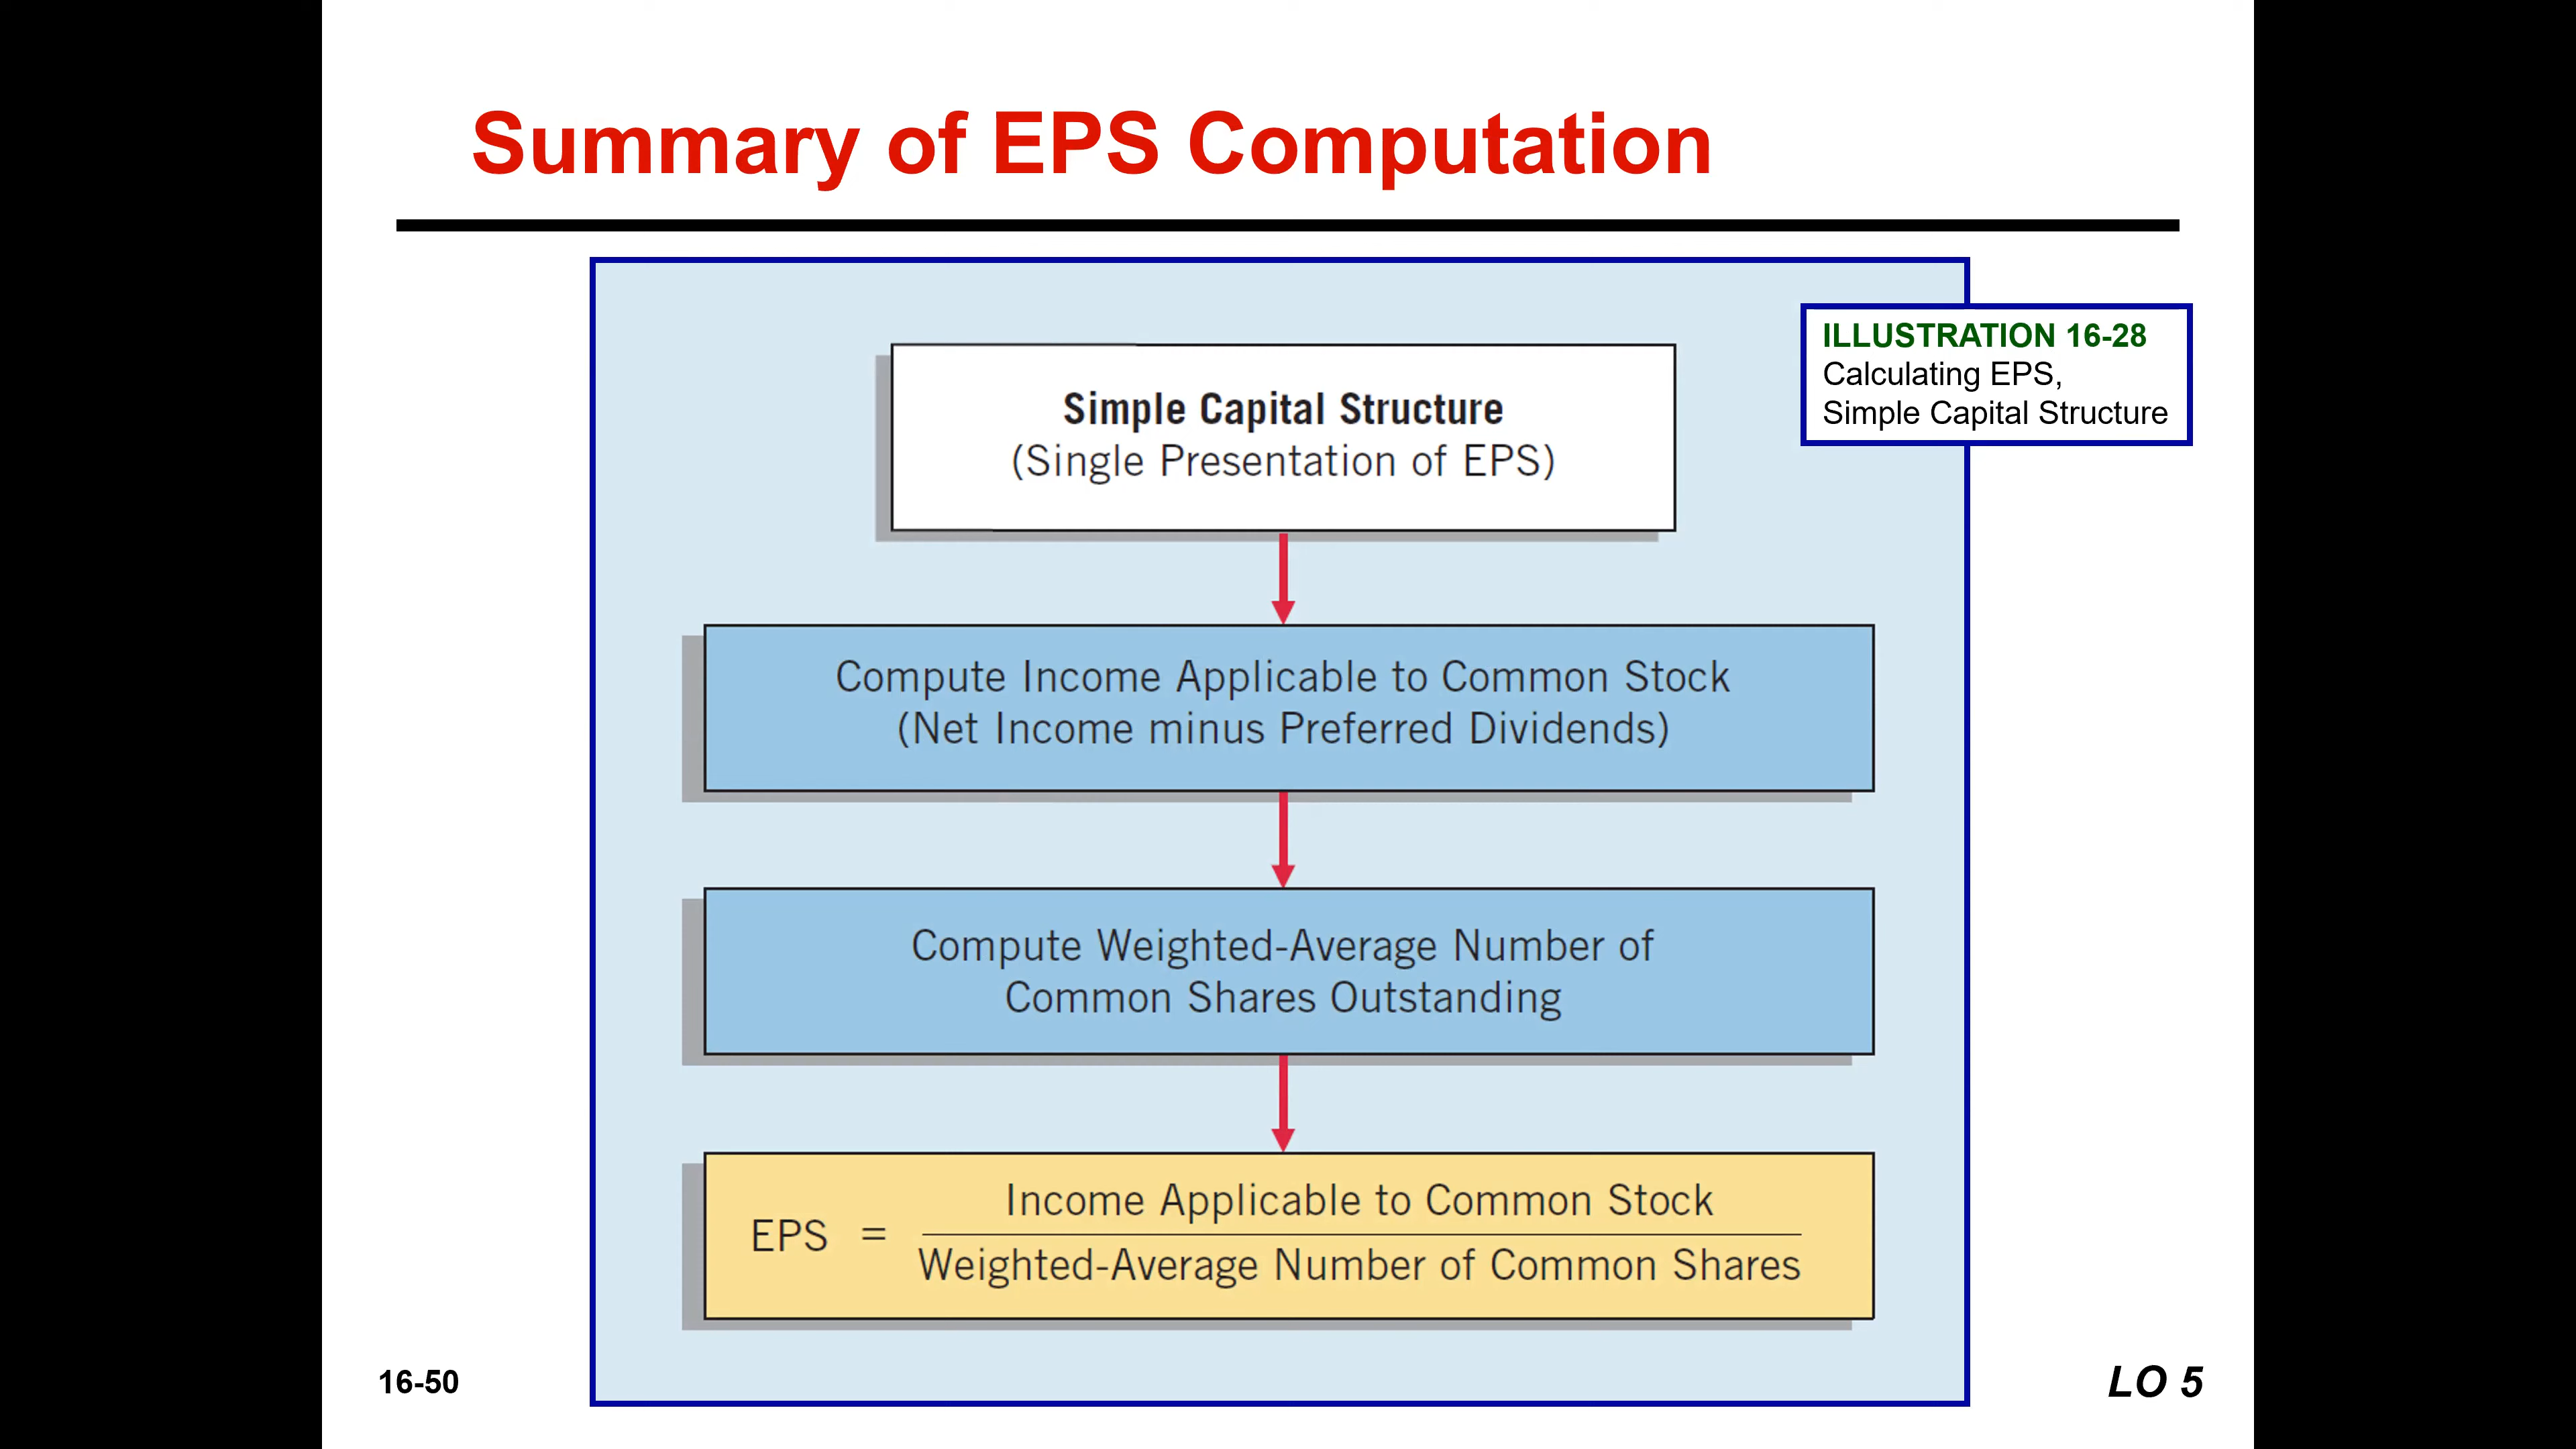 Summary of EPS Computation
ILLUSTRATION 16-28
Calculating EPS,
Simple Capital Structure
Simple Capital Structure
(Single Presentation of EPS)
Compute Income Applicable to Common Stock
(Net Income minus Preferred Dividends)
Compute Weighted-Average Number of
Common Shares Outstanding
EPS =
Income Applicable to Common Stock
Weighted-Average Number of Common Shares
16-50
LO 5